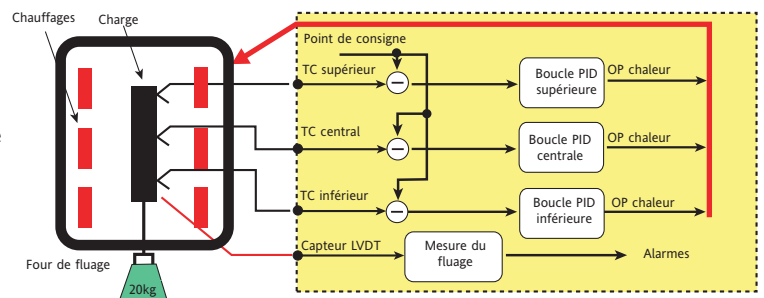 Chauffages
Charge
Point de consigne
TC supérieur
Boucle PID
supérieure
OP chaleur
TC central
Boucle PID
centrale
OP chaleur
TC inférieur
Boucle PID
inférieure
OP chaleur
Capteur LVDT
Mesure du
fluage
Alarmes
Four de fluage
20kg